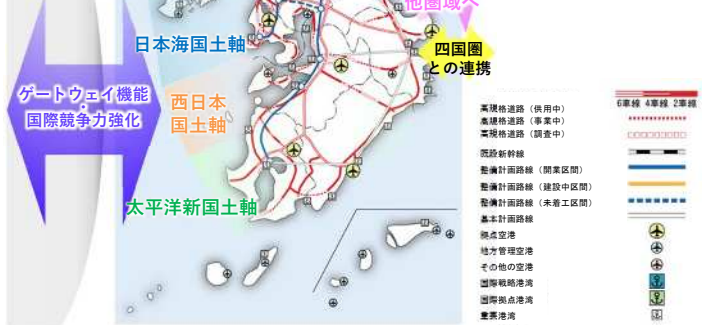 他圏域へ
日本海国土軸
四国圏
との連携
ゲートウェイ機能
・
国際競争力強化
西日本
国土軸
太平洋新国土軸
6車線 4車線 2車線
高規格道路（供用中）
高規格道路（事業中）
高規格道路（調査中）
既設新幹線
整備計画路線（開業区間）
整備計画路線（建設中区間）
整備計画路線（未着工区間）
基本計画路線
拠点空港
地方管理空港
その他の空港
国際戦略港湾
国際拠点港湾
重要港湾